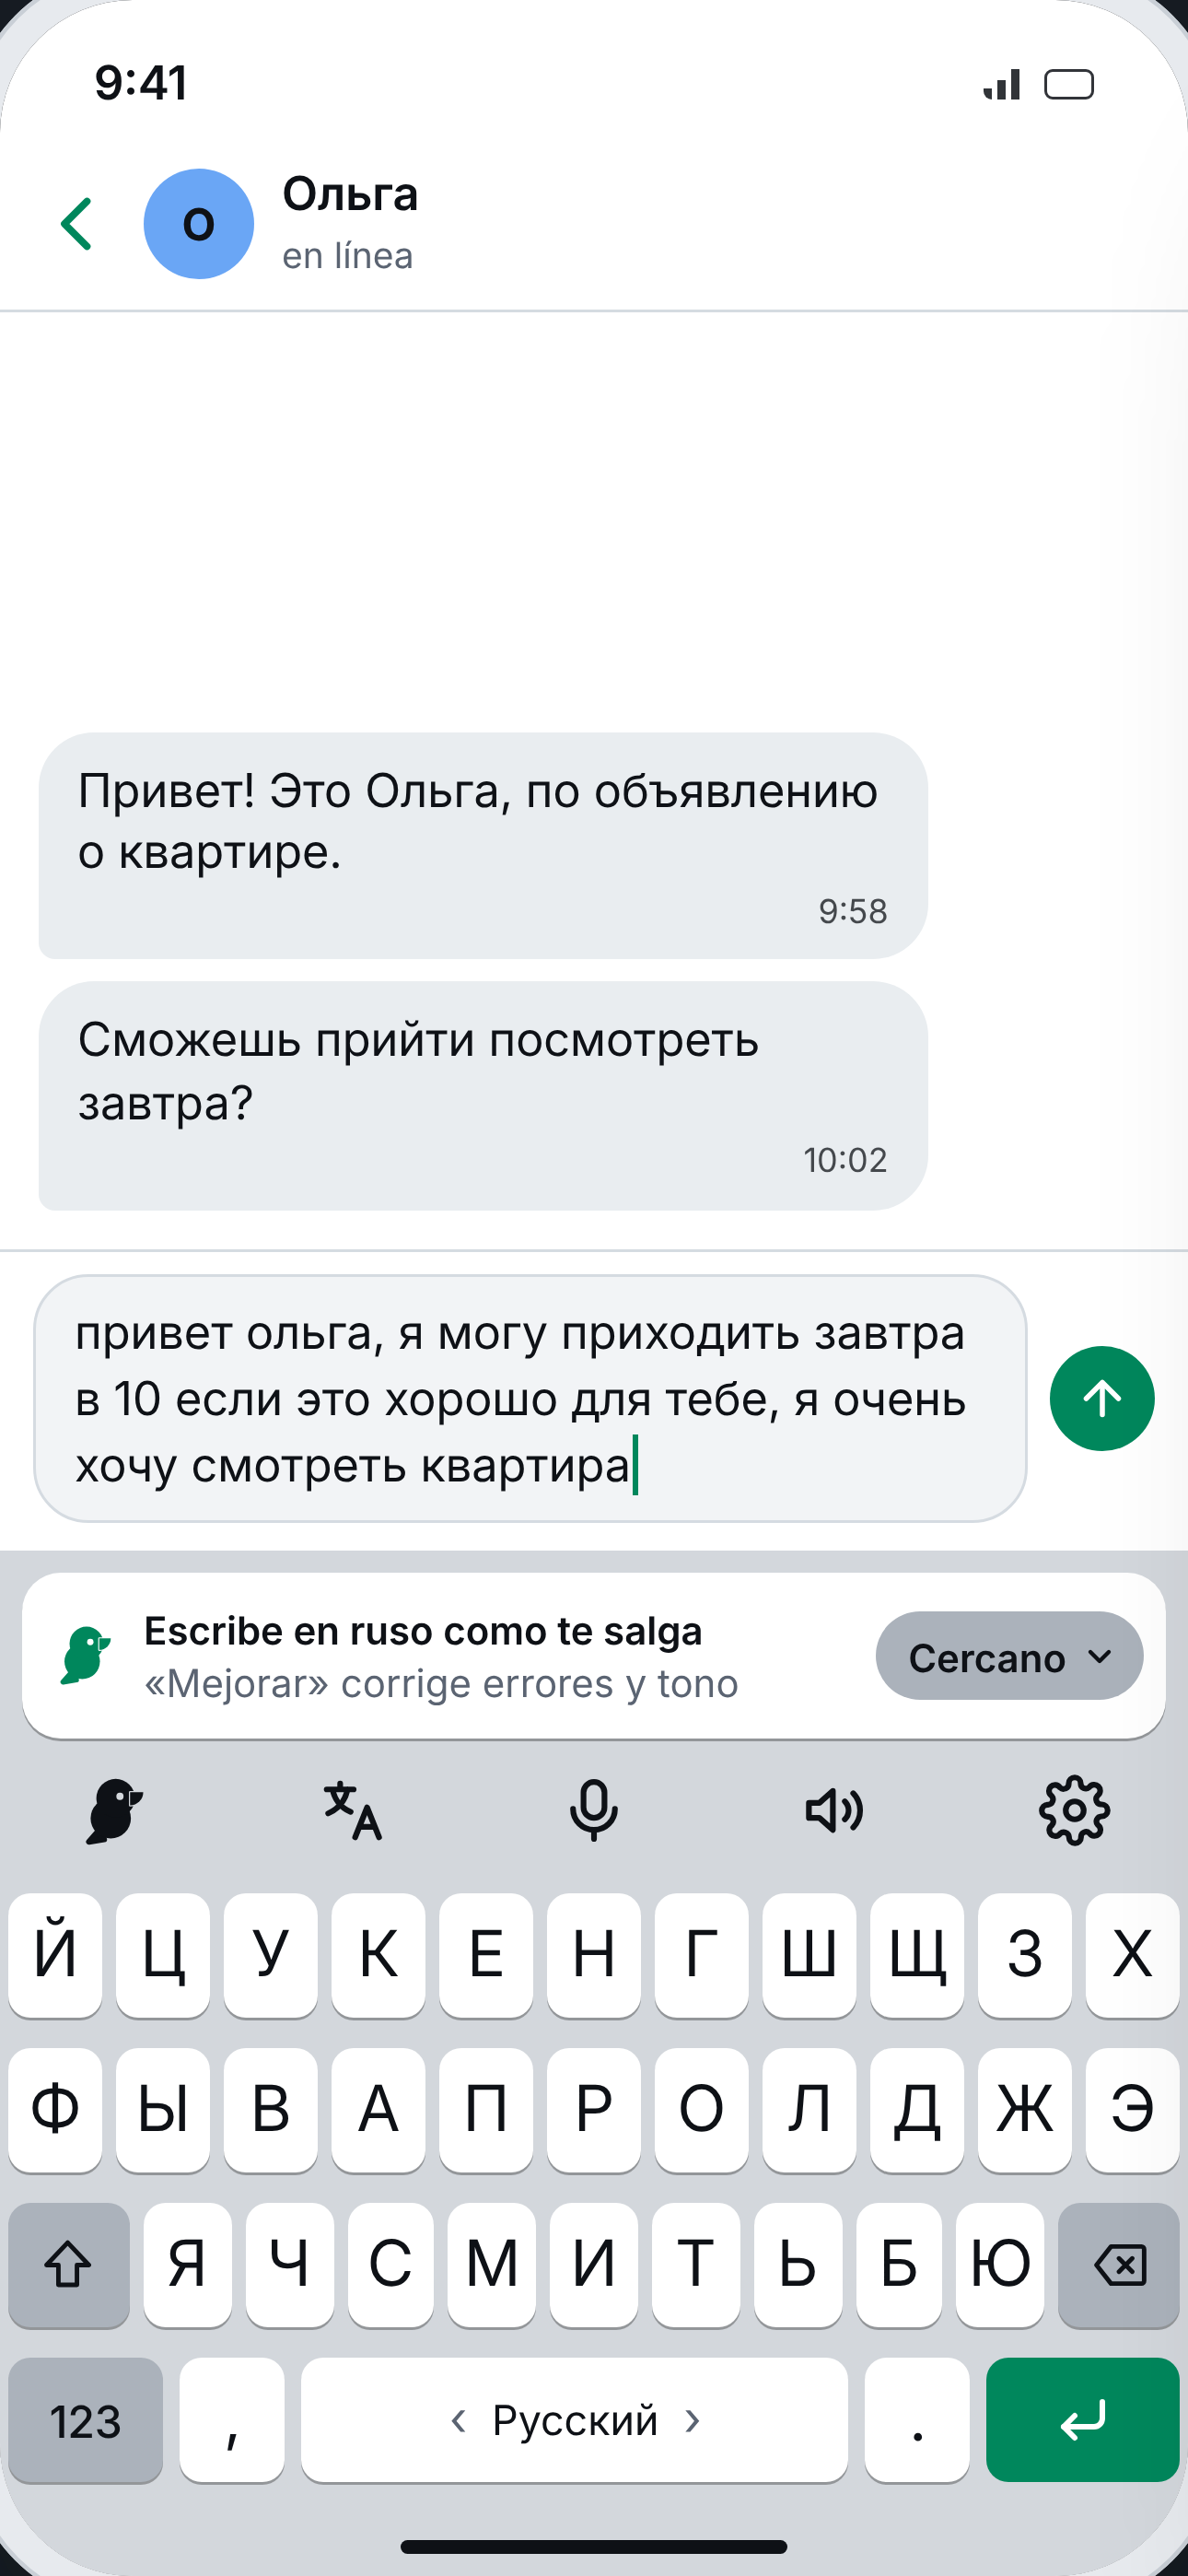 9:41
О
Ольга
en línea
Привет! Это Ольга, по объявлению
о квартире.
9:58
Сможешь прийти посмотреть
завтра?
10:02
привет ольга, я могу приходить завтра
в 10 если это хорошо для тебе, я очень
хочу смотреть квартира
Escribe en ruso como te salga
«Mejorar» corrige errores y tono
Cercano
Й Ц У К Е Н Г Ш Щ З Х
Ф Ы В А П Р О Л Д Ж Э
Я Ч С М И Т Ь Б Ю
123 , ‹ Русский › .